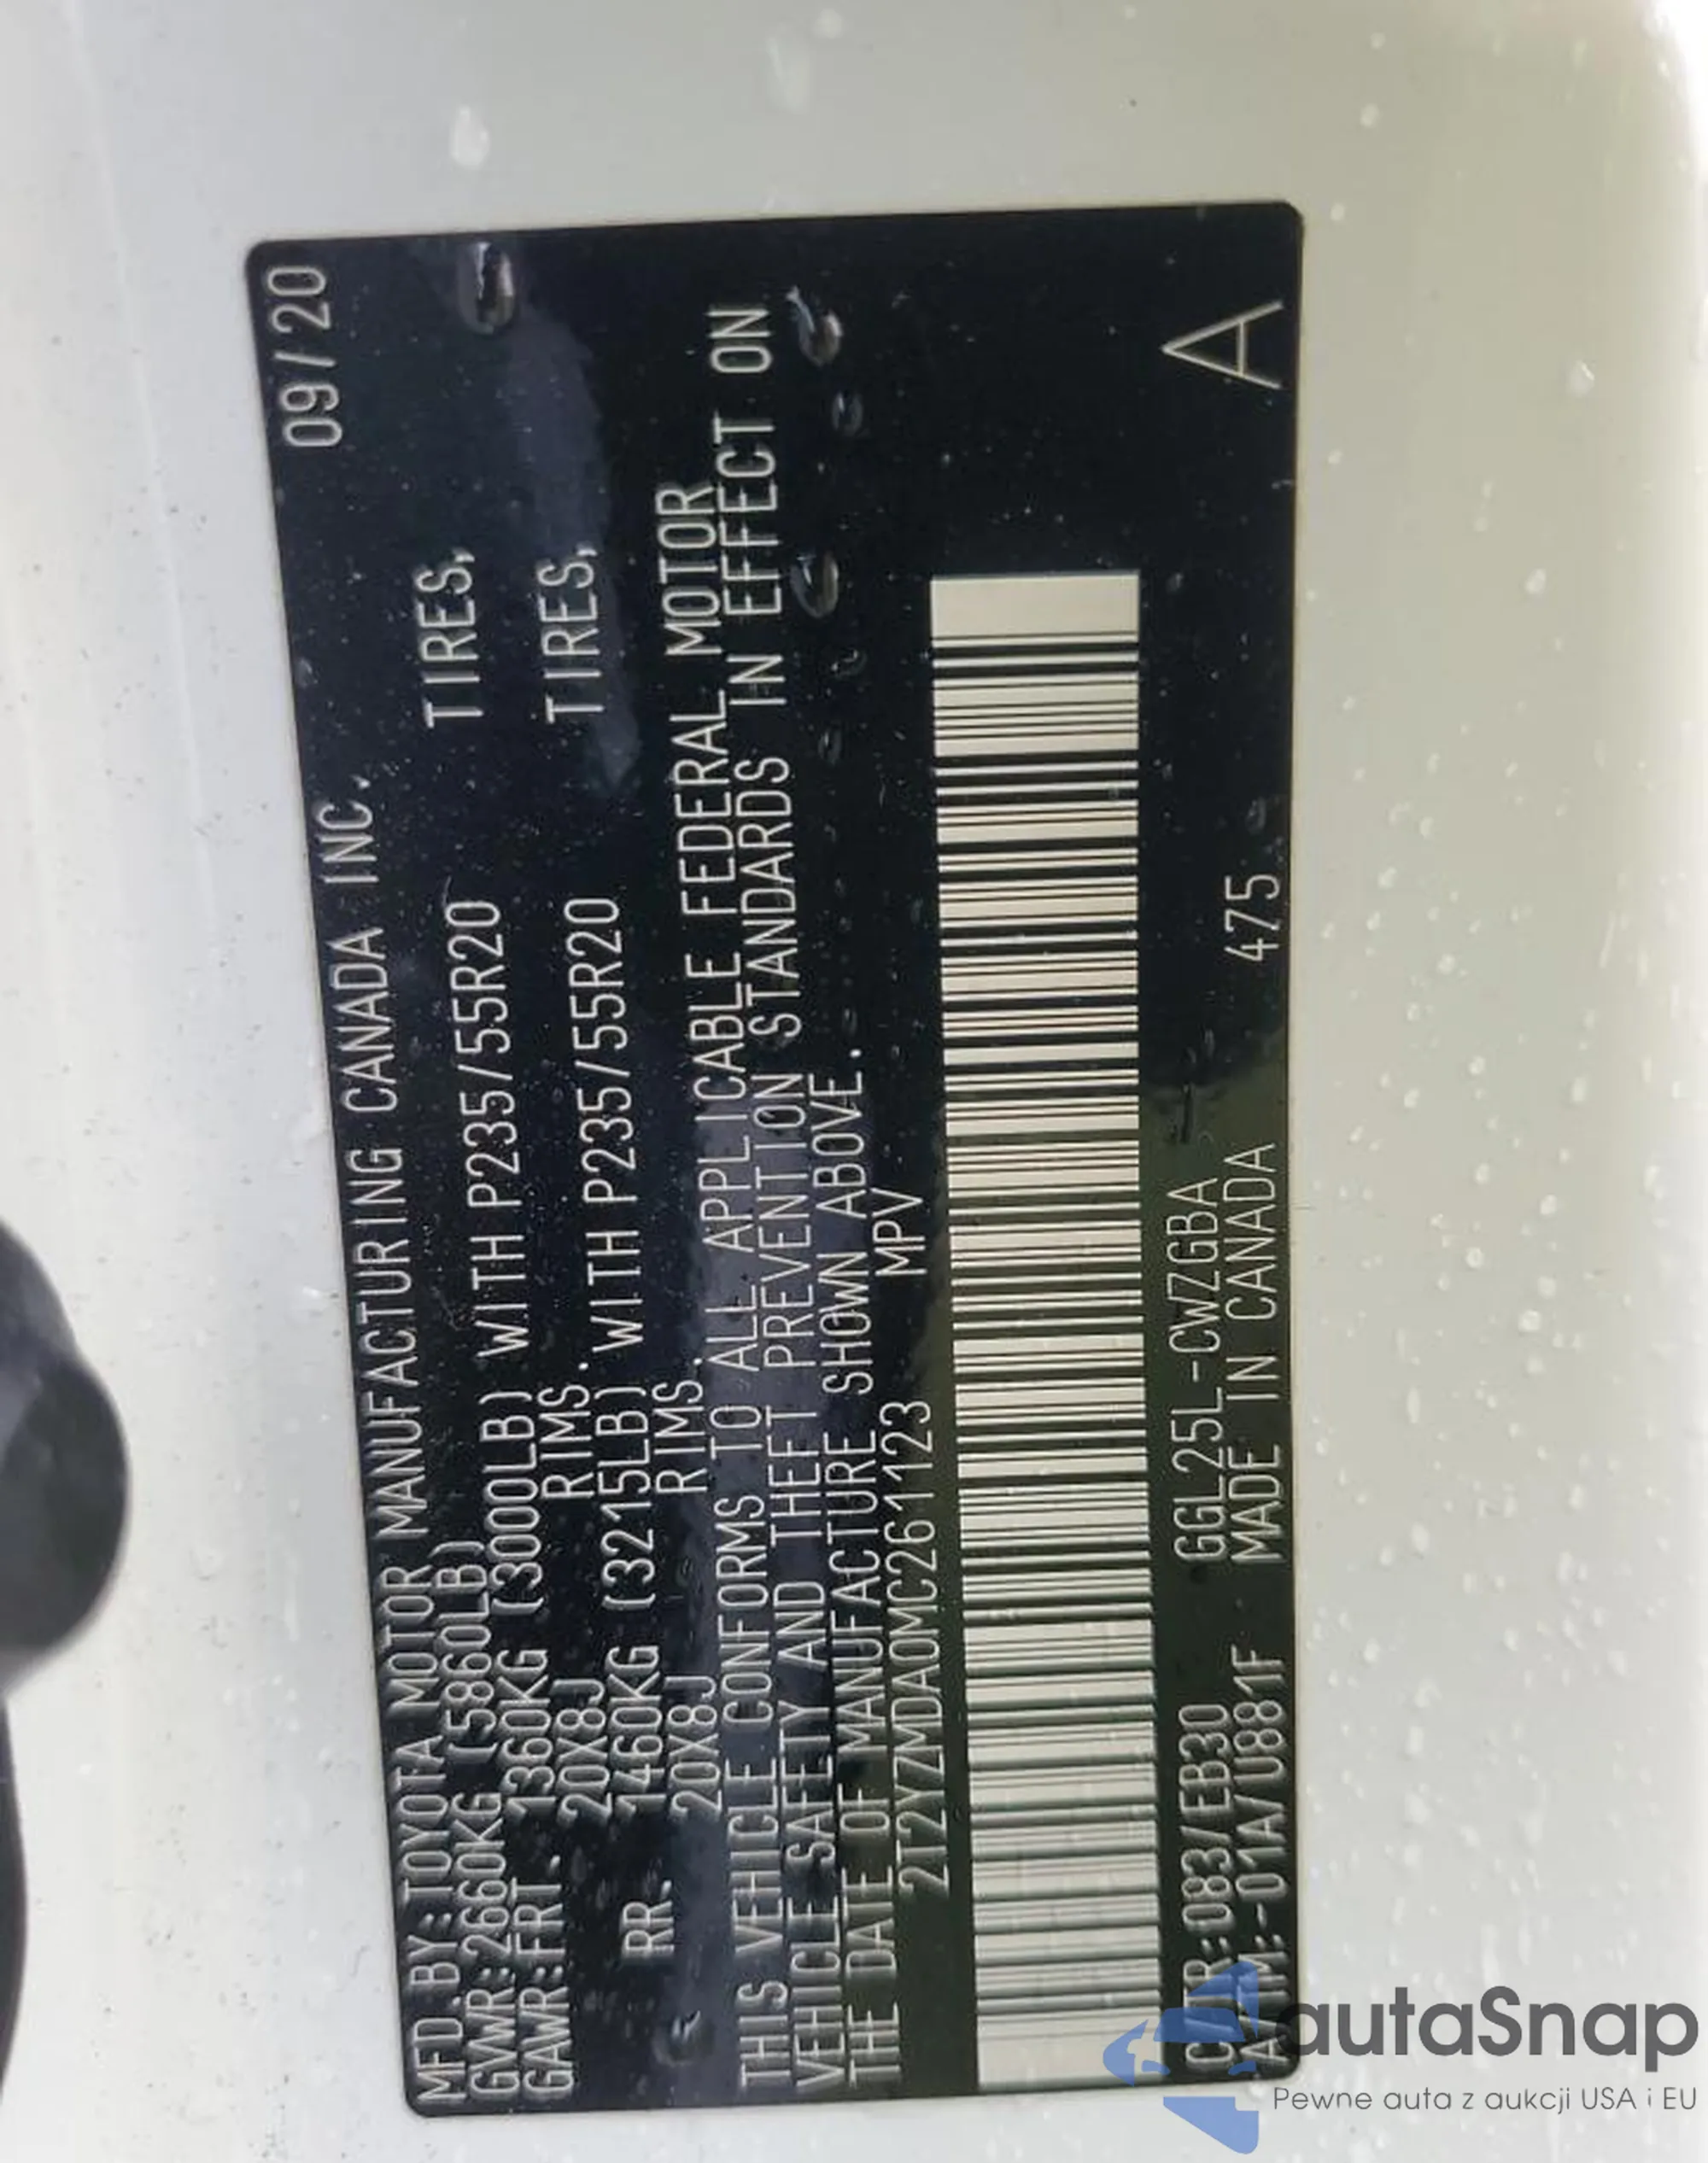 MFD.BY:TOYOTA MOTOR MANUFACTURING CANADA INC. 09/20
GVWR:2660KG (5860LB)
GAWR:FRT. 1360KG (3000LB) WITH P235/55R20 TIRES,
20X8J RIMS.
RR. 1460KG (3215LB) WITH P235/55R20 TIRES,
20X8J RIMS.
THIS VEHICLE CONFORMS TO ALL APPLICABLE FEDERAL MOTOR
VEHICLE SAFETY AND THEFT PREVENTION STANDARDS IN EFFECT ON
THE DATE OF MANUFACTURE SHOWN ABOVE.
2T2YZMDA0MC261123 MPV
C/TR:083/EB30 GGL25L-CWZGBA
A/TM:-01A/U881F MADE IN CANADA 475
A
autaSnap
Pewne auta z aukcji USA i EU